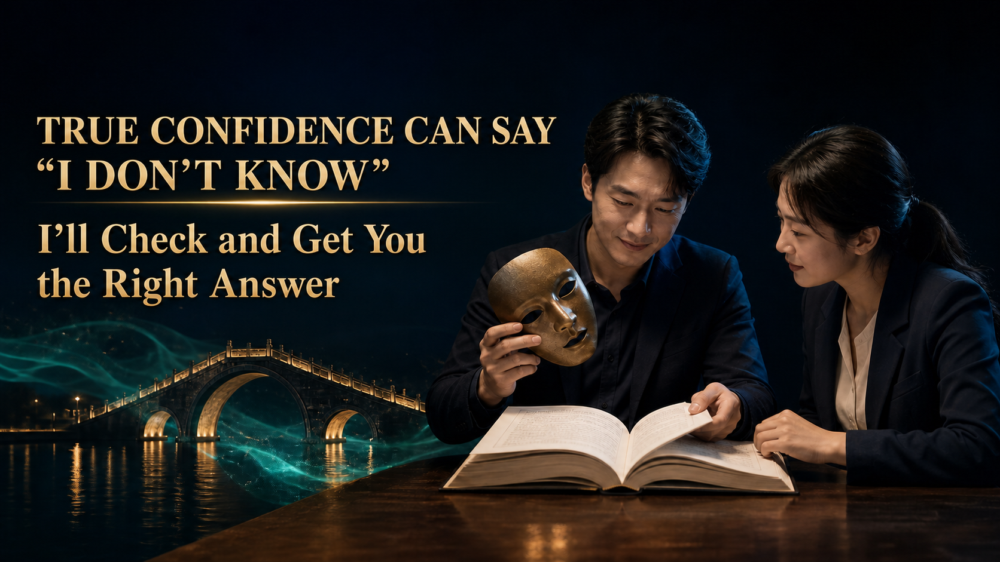 TRUE CONFIDENCE CAN SAY
“I DON’T KNOW”
I’ll Check and Get You
the Right Answer